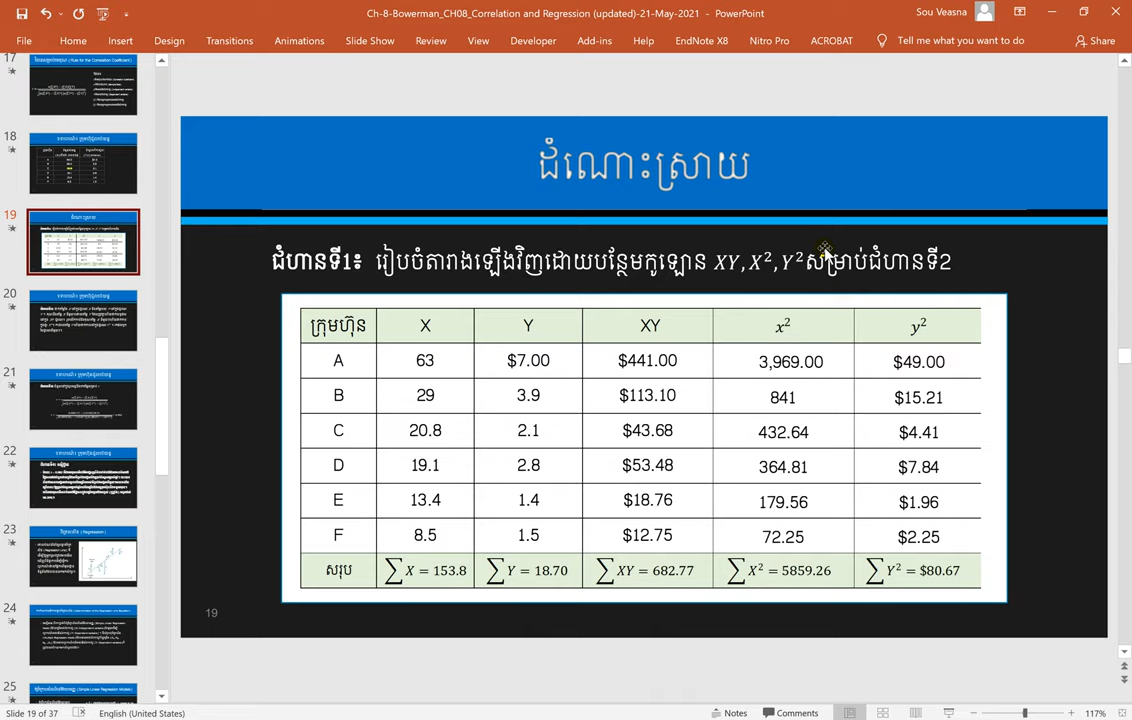 Ch-8-Bowerman_CH08_Correlation and Regression (updated)-21-May-2021 - PowerPoint
Sou Veasna
File Home Insert Design Transitions Animations Slide Show Review View Developer Add-ins Help EndNote X8 Nitro Pro ACROBAT Tell me what you want to do Share
17
18
19
20
21
22
23
24
25
ដំណោះស្រាយ
ជំហានទី1៖ រៀបចំតារាងឡើងវិញដោយបន្ថែមកូឡោន XY, X², Y² សម្រាប់ជំហានទី2
ក្រុមហ៊ុន X Y XY x² y²
A 63 $7.00 $441.00 3,969.00 $49.00
B 29 3.9 $113.10 841 $15.21
C 20.8 2.1 $43.68 432.64 $4.41
D 19.1 2.8 $53.48 364.81 $7.84
E 13.4 1.4 $18.76 179.56 $1.96
F 8.5 1.5 $12.75 72.25 $2.25
សរុប ∑X = 153.8 ∑Y = 18.70 ∑XY = 682.77 ∑X² = 5859.26 ∑Y² = $80.67
19
Slide 19 of 37 English (United States) Notes Comments 117%